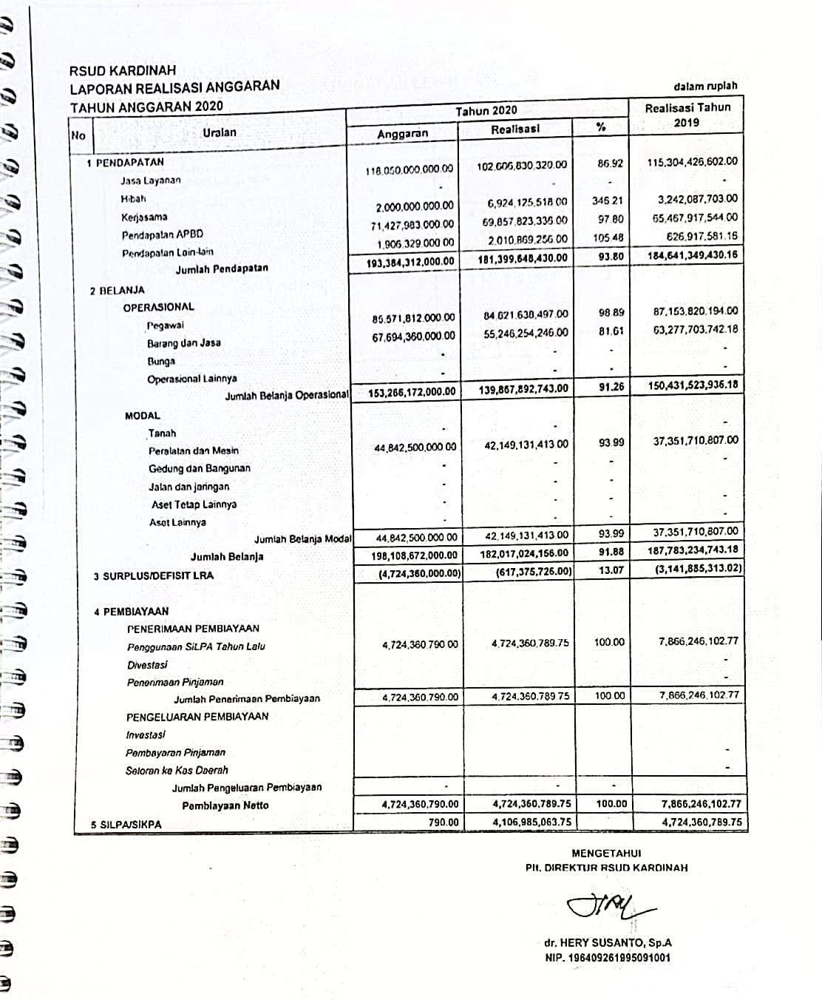 RSUD KARDINAH
LAPORAN REALISASI ANGGARAN
TAHUN ANGGARAN 2020
dalam rupiah
No Uraian Tahun 2020 Realisasi Tahun 2019
Anggaran Realisasi %
1 PENDAPATAN
Jasa Layanan 118,050,000,000.00 102,606,830,320.00 86.92 115,304,426,602.00
Hibah - - - -
Kerjasama 2,000,000,000.00 6,924,125,518.00 346.21 3,242,087,703.00
Pendapatan APBD 71,427,983,000.00 69,857,823,336.00 97.80 65,467,917,544.00
Pendapatan Lain-lain 1,906,329,000.00 2,010,869,256.00 105.48 626,917,581.16
Jumlah Pendapatan 193,384,312,000.00 181,399,648,430.00 93.80 184,641,349,430.16
2 BELANJA
OPERASIONAL
Pegawai 85,571,812,000.00 84,621,638,497.00 98.89 87,153,820,194.00
Barang dan Jasa 67,694,360,000.00 55,246,254,246.00 81.61 63,277,703,742.18
Bunga - - - -
Operasional Lainnya - - - -
Jumlah Belanja Operasional 153,266,172,000.00 139,867,892,743.00 91.26 150,431,523,936.18
MODAL
Tanah - - -
Peralatan dan Mesin 44,842,500,000.00 42,149,131,413.00 93.99 37,351,710,807.00
Gedung dan Bangunan - - - -
Jalan dan jaringan - - -
Aset Tetap Lainnya - - - -
Aset Lainnya - - - -
Jumlah Belanja Modal 44,842,500,000.00 42,149,131,413.00 93.99 37,351,710,807.00
Jumlah Belanja 198,108,672,000.00 182,017,024,156.00 91.88 187,783,234,743.18
3 SURPLUS/DEFISIT LRA (4,724,360,000.00) (617,375,726.00) 13.07 (3,141,885,313.02)
4 PEMBIAYAAN
PENERIMAAN PEMBIAYAAN
Penggunaan SiLPA Tahun Lalu 4,724,360,790.00 4,724,360,789.75 100.00 7,866,246,102.77
Divestasi -
Penerimaan Pinjaman -
Jumlah Penerimaan Pembiayaan 4,724,360,790.00 4,724,360,789.75 100.00 7,866,246,102.77
PENGELUARAN PEMBIAYAAN
Investasi
Pembayaran Pinjaman -
Setoran ke Kas Daerah -
Jumlah Pengeluaran Pembiayaan - - -
Pembiayaan Netto 4,724,360,790.00 4,724,360,789.75 100.00 7,866,246,102.77
5 SILPA/SIKPA 790.00 4,106,985,063.75 4,724,360,789.75
MENGETAHUI
Plt. DIREKTUR RSUD KARDINAH
dr. HERY SUSANTO, Sp.A
NIP. 196409261995091001